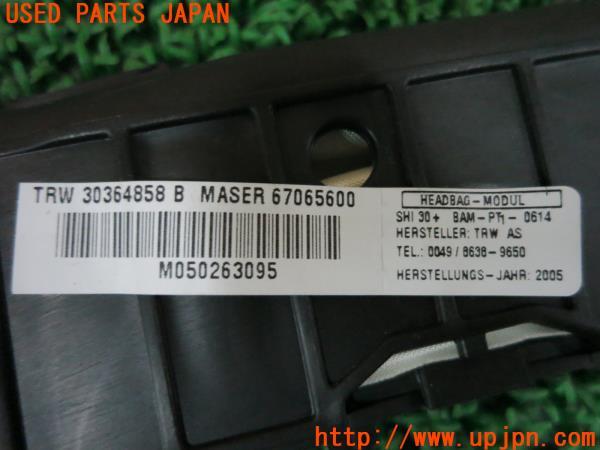 USED PARTS JAPAN
TRW 30364858 B MASER 67065600
M050263095
HEADBAG-MODUL
SHI 30+ BAM-PT1-0614
HERSTELLER: TRW AS
TEL.: 0049/8638-9650
HERSTELLUNGS-JAHR: 2005
http://www.upjpn.com/